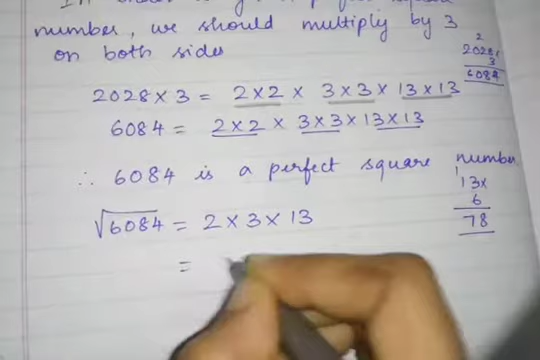 number, we should multiply by 3
on both sides
2
2028×
3
6084
2028 × 3 = 2×2 × 3×3 × 13×13
6084 = 2×2 × 3×3×13×13
∴ 6084 is a perfect square number
√6084 = 2×3×13
1
13×
6
78
=